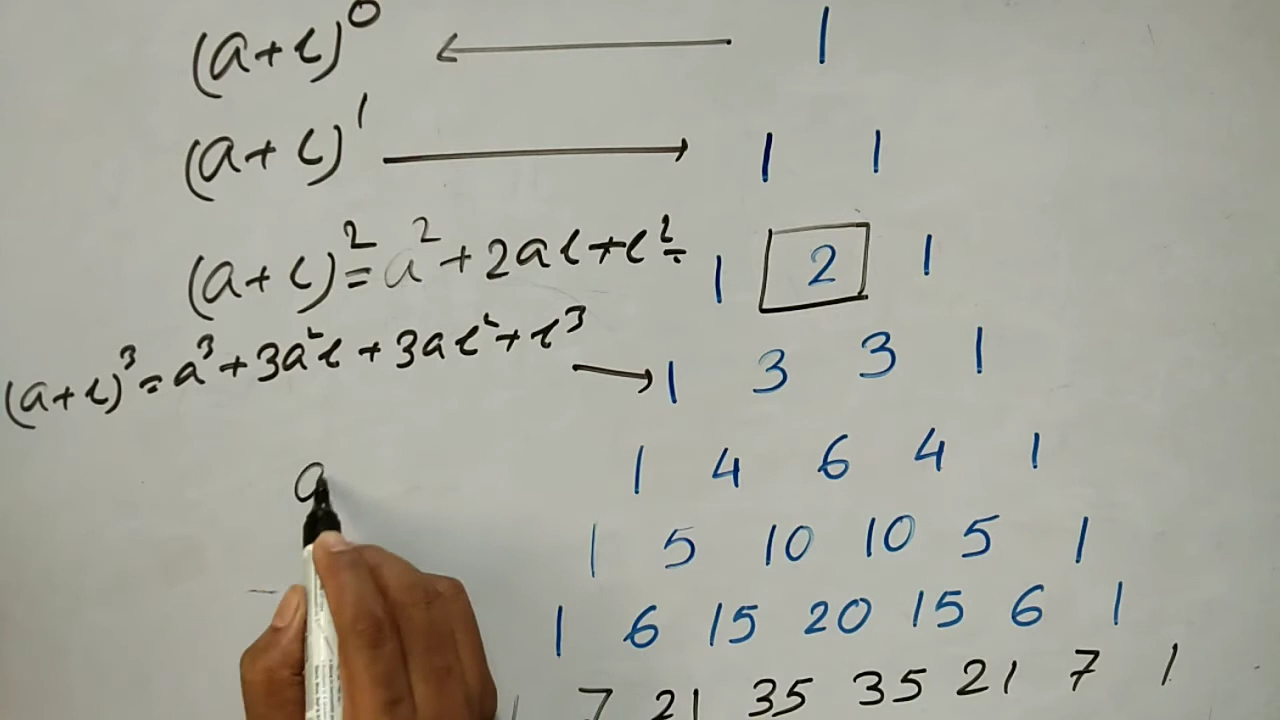 (a+b)⁰ ← 1
(a+b)¹ → 1 1
(a+b)² = a² + 2ab + b² : 1 2 1
(a+b)³ = a³ + 3a²b + 3ab² + b³ → 1 3 3 1
a 1 4 6 4 1
1 5 10 10 5 1
1 6 15 20 15 6 1
1 7 21 35 35 21 7 1